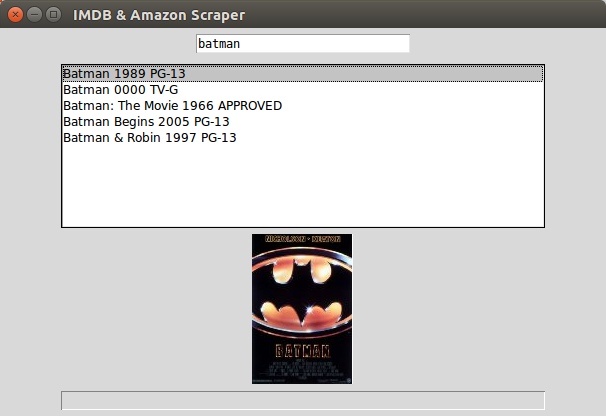 IMDB & Amazon Scraper
batman
Batman 1989 PG-13
Batman 0000 TV-G
Batman: The Movie 1966 APPROVED
Batman Begins 2005 PG-13
Batman & Robin 1997 PG-13
NICHOLSON · KEATON
BATMAN